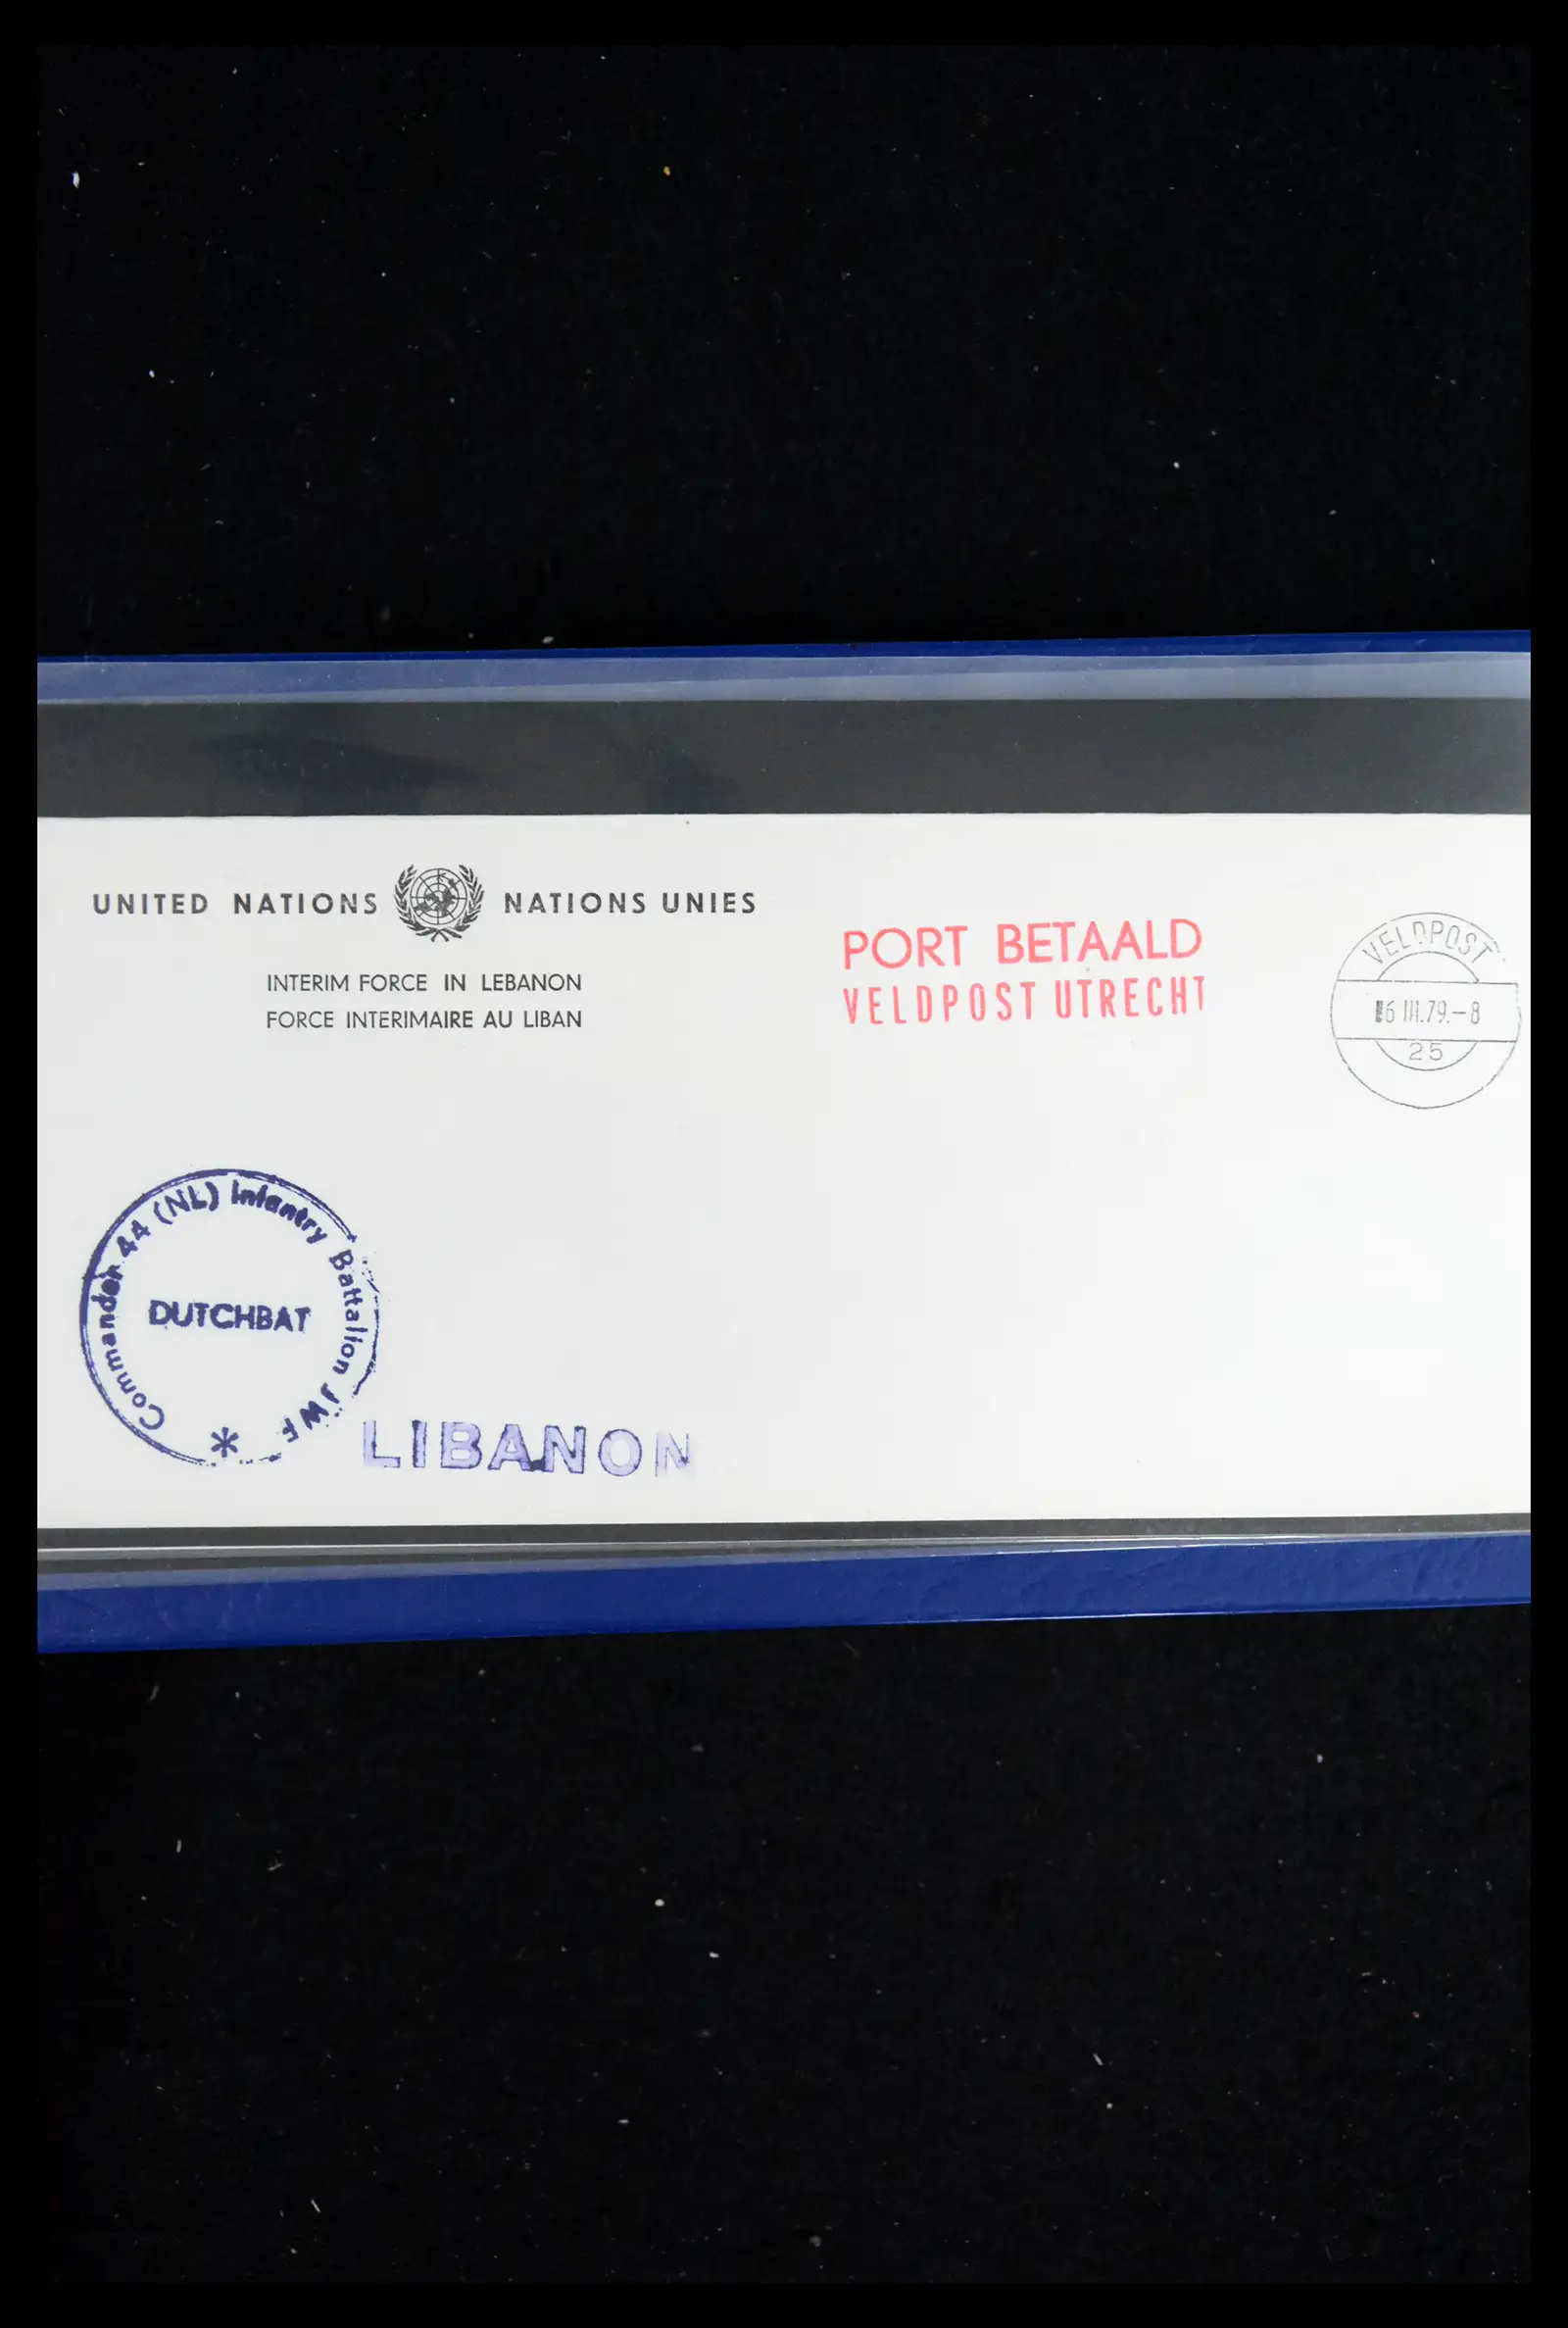 UNITED NATIONS NATIONS UNIES
INTERIM FORCE IN LEBANON
FORCE INTERIMAIRE AU LIBAN
PORT BETAALD
VELDPOST UTRECHT
VELDPOST
6 III.79.-8
25
Commander 44 (NL) Infantry Battalion JWF
DUTCHBAT
*
LIBANON